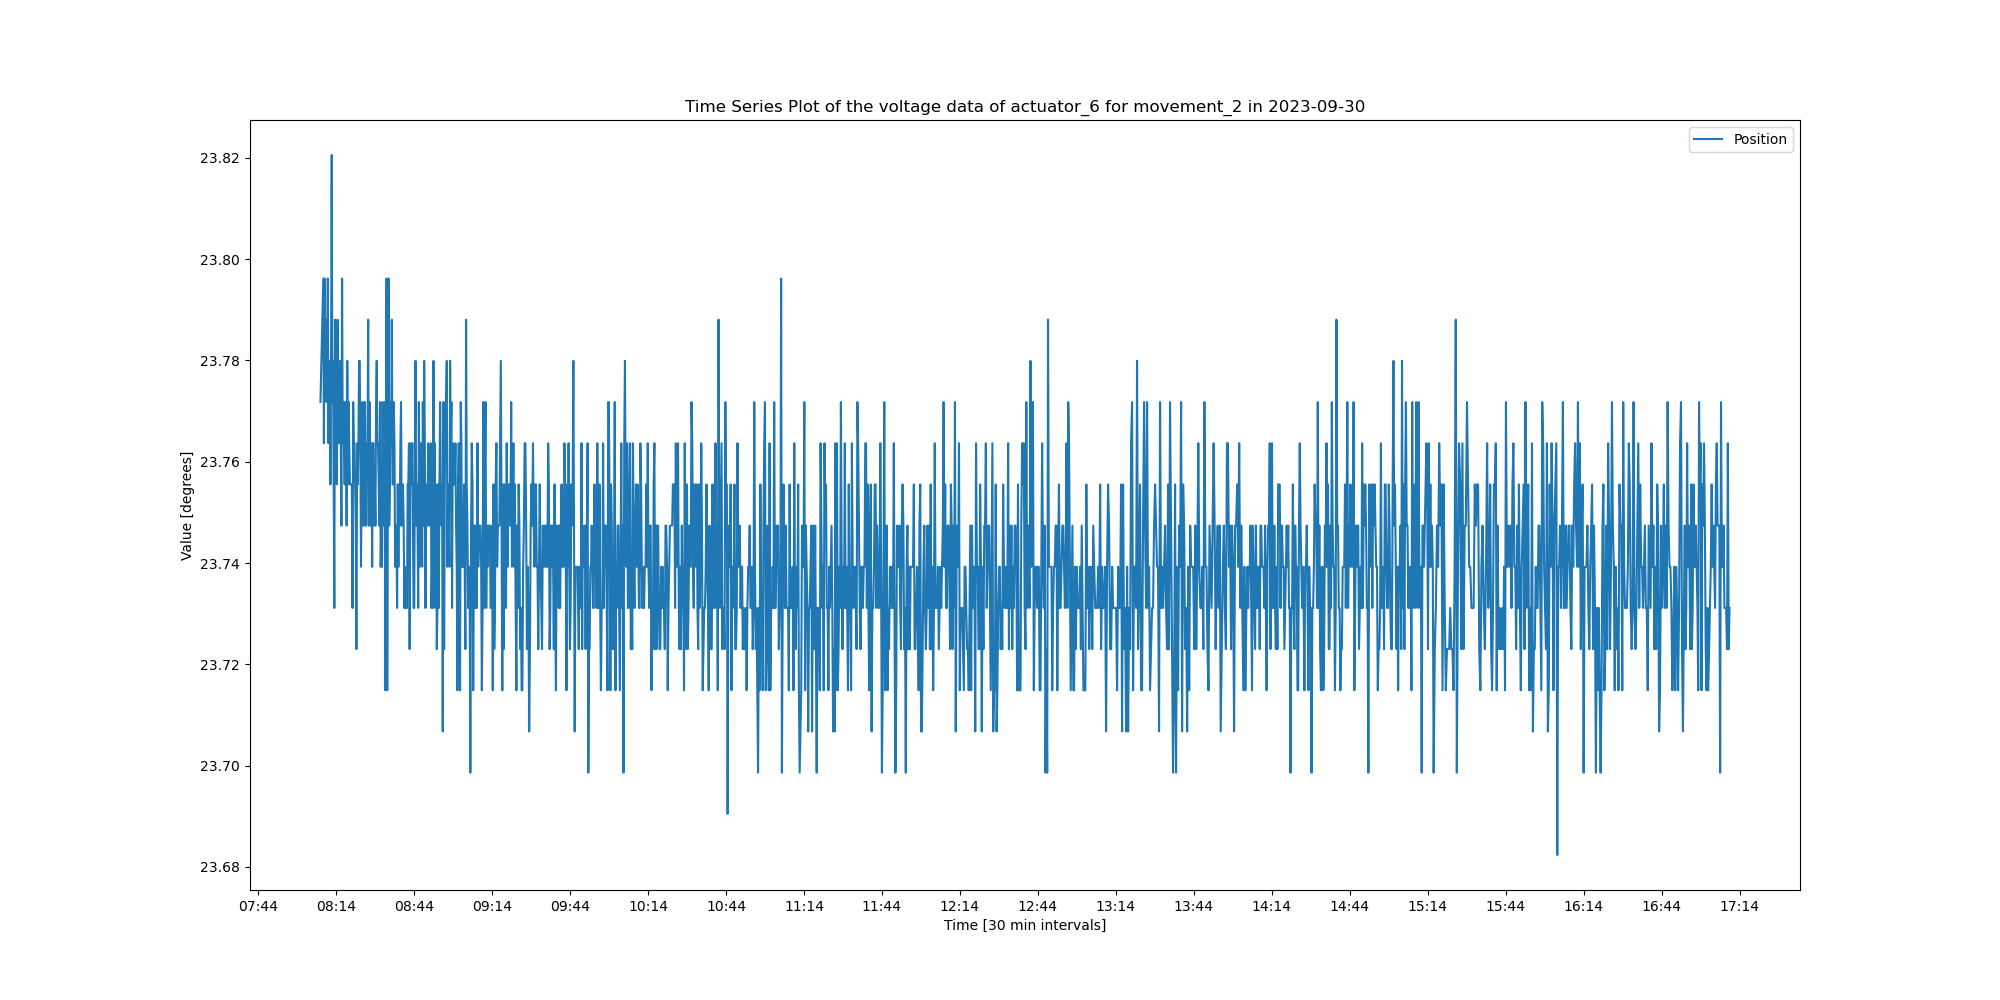 Time Series Plot of the voltage data of actuator_6 for movement_2 in 2023-09-30
Position
23.82
23.80
23.78
23.76
23.74
23.72
23.70
23.68
Value [degrees]
07:44 08:14 08:44 09:14 09:44 10:14 10:44 11:14 11:44 12:14 12:44 13:14 13:44 14:14 14:44 15:14 15:44 16:14 16:44 17:14
Time [30 min intervals]